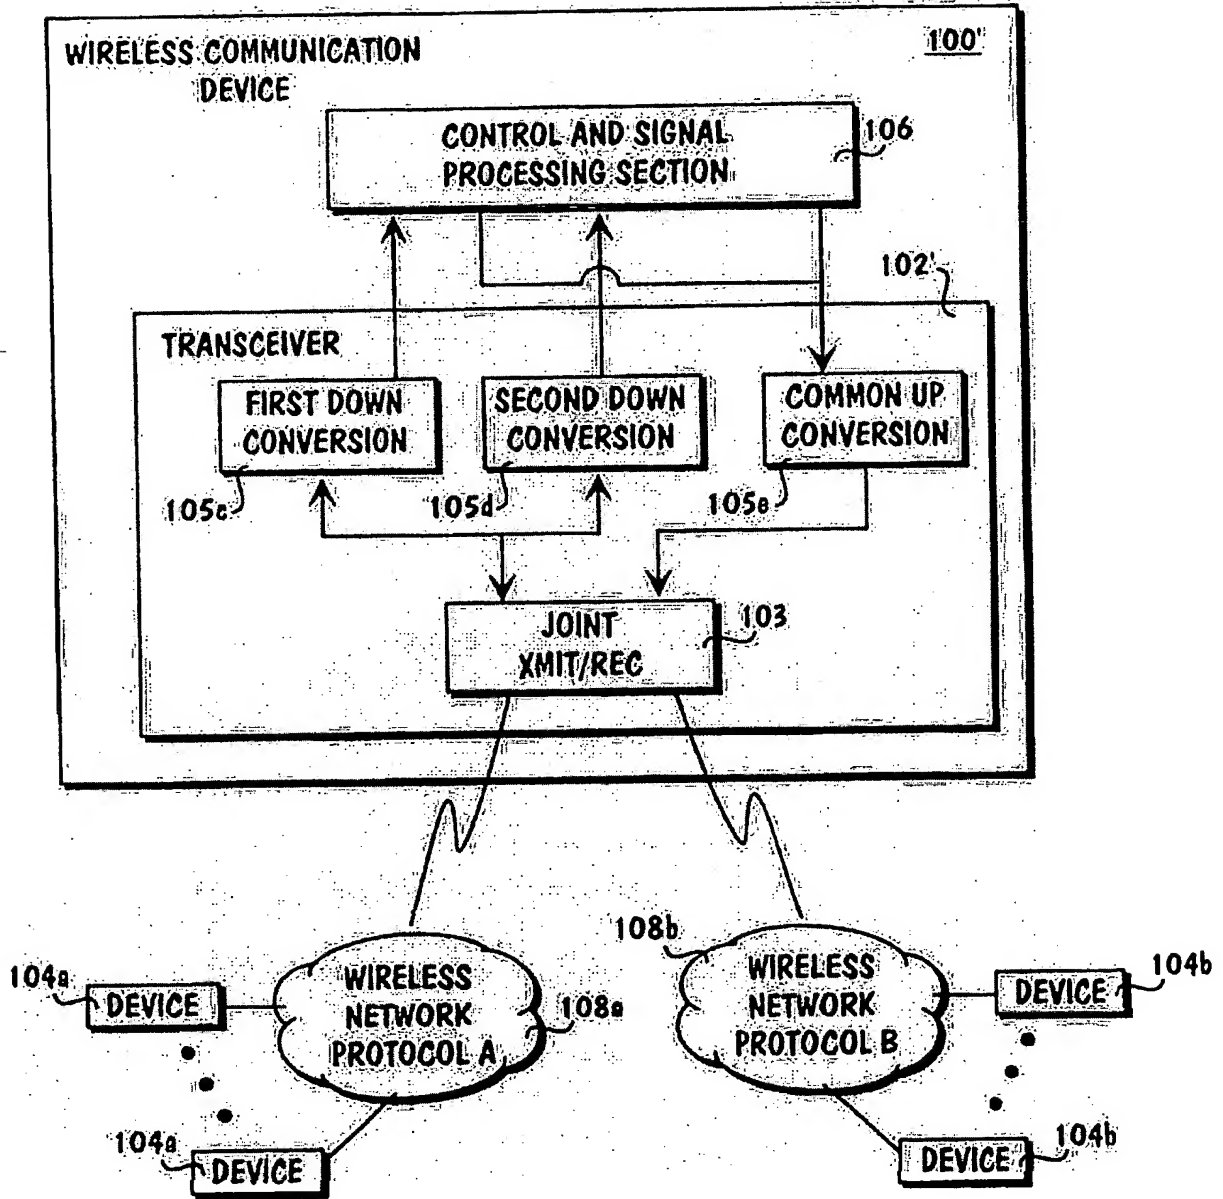 WIRELESS COMMUNICATION
DEVICE
100'
CONTROL AND SIGNAL
PROCESSING SECTION
106
102'
TRANSCEIVER
FIRST DOWN
CONVERSION
SECOND DOWN
CONVERSION
COMMON UP
CONVERSION
105c
105d
105e
JOINT
XMIT/REC
103
108b
104a
DEVICE
WIRELESS
NETWORK
PROTOCOL A
108a
WIRELESS
NETWORK
PROTOCOL B
DEVICE
104b
104a
DEVICE
DEVICE
104b